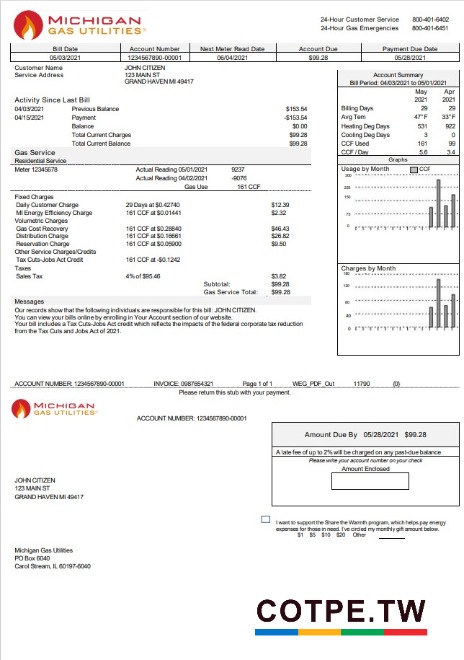 MICHIGAN
GAS UTILITIES®
24-Hour Customer Service 800-401-6402
24-Hour Gas Emergencies 800-401-6451
Bill Date Account Number Next Meter Read Date Account Due Payment Due Date
05/03/2021 1234567890-00001 06/04/2021 $99.28 05/28/2021
Customer Name JOHN CITIZEN
Service Address 123 MAIN ST
GRAND HAVEN MI 49417
Account Summary
Bill Period: 04/03/2021 to 05/01/2021
May Apr
2021 2021
Billing Days 29 29
Avg Tem 47°F 33°F
Heating Deg Days 531 922
Cooling Deg Days 3 0
CCF Used 161 99
CCF / Day 5.6 3.4
Graphs
Usage by Month CCF
Charges by Month
Activity Since Last Bill
04/03/2021 Previous Balance $153.54
04/15/2021 Payment -$153.54
Balance $0.00
Total Current Charges $99.28
Total Current Balance $99.28
Gas Service
Residential Service
Meter 12345678 Actual Reading 05/01/2021 9237
Actual Reading 04/02/2021 -9076
Gas Use 161 CCF
Fixed Charges
Daily Customer Charge 29 Days at $0.42740 $12.39
MI Energy Efficiency Charge 161 CCF at $0.01441 $2.32
Volumetric Charges
Gas Cost Recovery 161 CCF at $0.28840 $46.43
Distribution Charge 161 CCF at $0.16661 $26.82
Reservation Charge 161 CCF at $0.05900 $9.50
Other Service Charges/Credits
Tax Cuts-Jobs Act Credit 161 CCF at -$0.1242
Taxes
Sales Tax 4% of $95.46 $3.82
Subtotal: $99.28
Gas Service Total: $99.28
Messages
Our records show that the following individuals are responsible for this bill: JOHN CITIZEN.
You can view your bills online by enrolling in Your Account section of our website.
Your bill includes a Tax Cuts-Jobs Act credit which reflects the impacts of the federal corporate tax reduction
from the Tax Cuts and Jobs Act of 2021.
ACCOUNT NUMBER: 1234567890-00001 INVOICE: 0987654321 Page 1 of 1 WEG_PDF_Out 11790 {0}
Please return this stub with your payment.
MICHIGAN
GAS UTILITIES®
ACCOUNT NUMBER: 1234567890-00001
Amount Due By 05/28/2021 $99.28
A late fee of up to 2% will be charged on any past-due balance
Please write your account number on your check
Amount Enclosed
JOHN CITIZEN
123 MAIN ST
GRAND HAVEN MI 49417
I want to support the Share the Warmth program, which helps pay energy
expenses for those in need. I've circled my monthly gift amount below.
$1 $5 $10 $20 Other
Michigan Gas Utilities
PO Box 6040
Carol Stream, IL 60197-6040
COTPE.TW